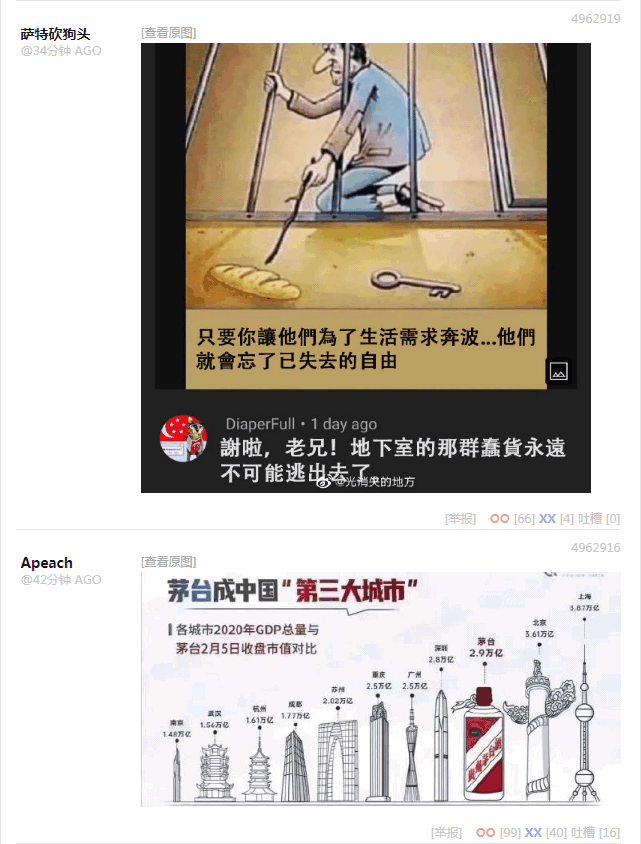 4962919
萨特砍狗头
@34分钟 AGO
[查看原图]
只要你讓他們為了生活需求奔波...他們
就會忘了已失去的自由
DiaperFull • 1 day ago
謝啦，老兄！地下室的那群蠢貨永遠
不可能逃出去了
@光消失的地方
[举报] OO [66] XX [4] 吐槽 [0]
4962916
Apeach
@42分钟 AGO
[查看原图]
茅台成中国“第三大城市”
各城市2020年GDP总量与
茅台2月5日收盘市值对比
南京
1.48万亿
武汉
1.56万亿
杭州
1.61万亿
成都
1.77万亿
苏州
2.02万亿
重庆
2.5万亿
广州
2.5万亿
深圳
2.8万亿
茅台
2.9万亿
北京
3.61万亿
上海
3.87万亿
[举报] OO [99] XX [40] 吐槽 [16]